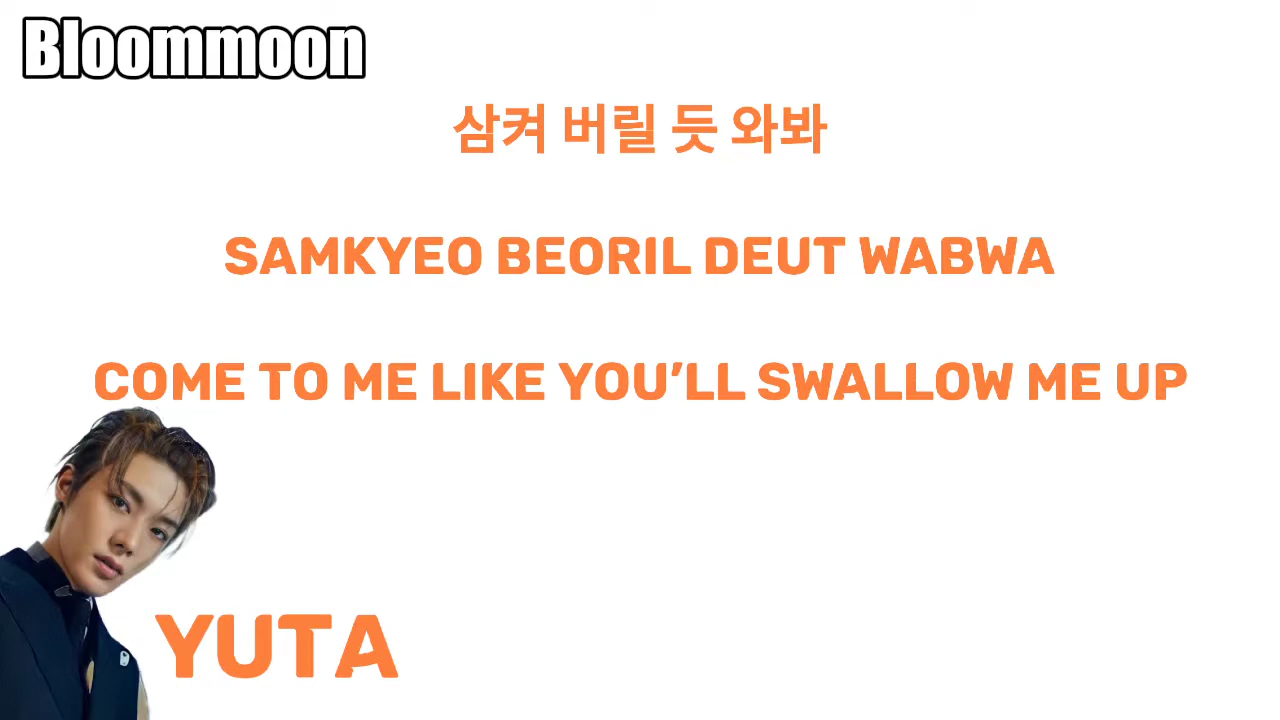 Bloommoon
삼켜 버릴 듯 와봐
SAMKYEO BEORIL DEUT WABWA
COME TO ME LIKE YOU'LL SWALLOW ME UP
YUTA